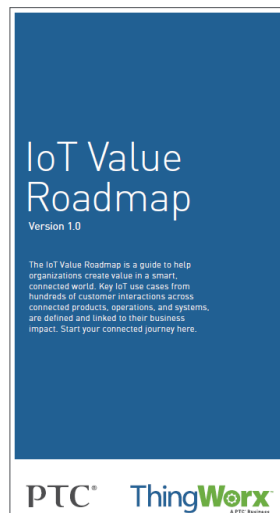 IoT Value
Roadmap
Version 1.0
The IoT Value Roadmap is a guide to help
organizations create value in a smart,
connected world. Key IoT use cases from
hundreds of customer interactions across
connected products, operations, and systems,
are defined and linked to their business
impact. Start your connected journey here.
PTC®
ThingWorx™
A PTC Business